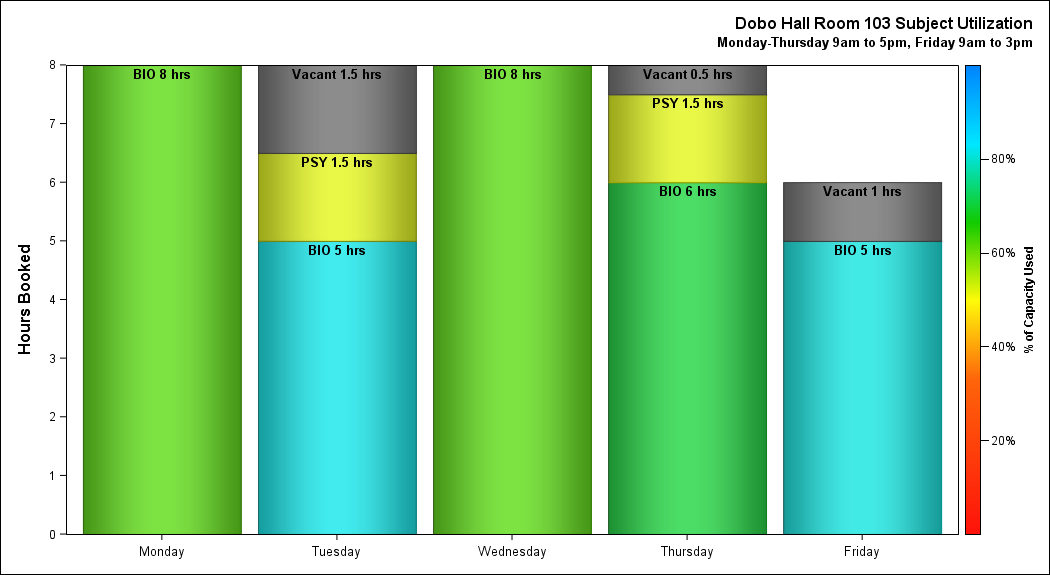 Dobo Hall Room 103 Subject Utilization
Monday-Thursday 9am to 5pm, Friday 9am to 3pm
Hours Booked
8
7
6
5
4
3
2
1
0
BIO 8 hrs
Vacant 1.5 hrs
PSY 1.5 hrs
BIO 5 hrs
BIO 8 hrs
Vacant 0.5 hrs
PSY 1.5 hrs
BIO 6 hrs
Vacant 1 hrs
BIO 5 hrs
Monday
Tuesday
Wednesday
Thursday
Friday
80%
60%
40%
20%
% of Capacity Used